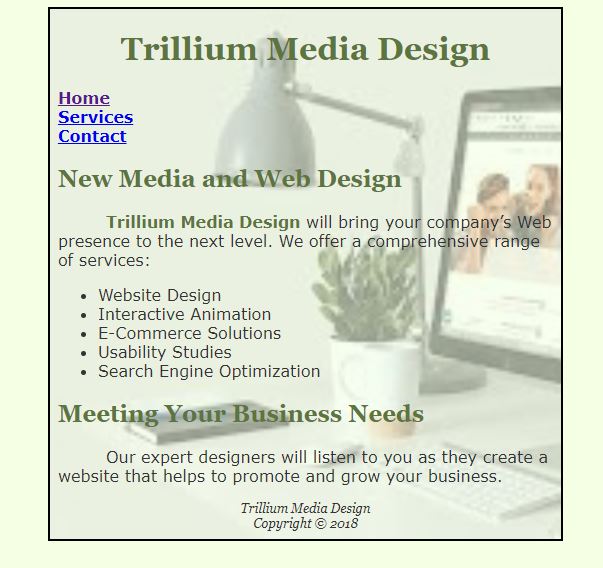 Trillium Media Design
Home
Services
Contact
New Media and Web Design
Trillium Media Design will bring your company’s Web
presence to the next level. We offer a comprehensive range
of services:
• Website Design
• Interactive Animation
• E-Commerce Solutions
• Usability Studies
• Search Engine Optimization
Meeting Your Business Needs
Our expert designers will listen to you as they create a
website that helps to promote and grow your business.
Trillium Media Design
Copyright © 2018